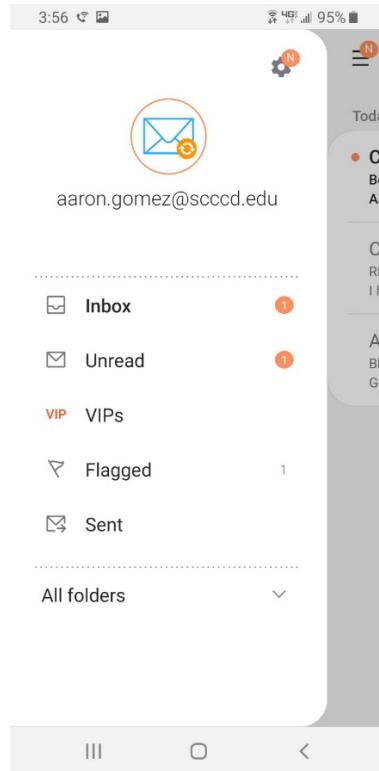 3:56 95%
N N
Toda
aaron.gomez@scccd.edu
C
B
A
Inbox 1
C
R
I h
Unread 1
A
Bl
G
VIP VIPs
Flagged 1
Sent
All folders